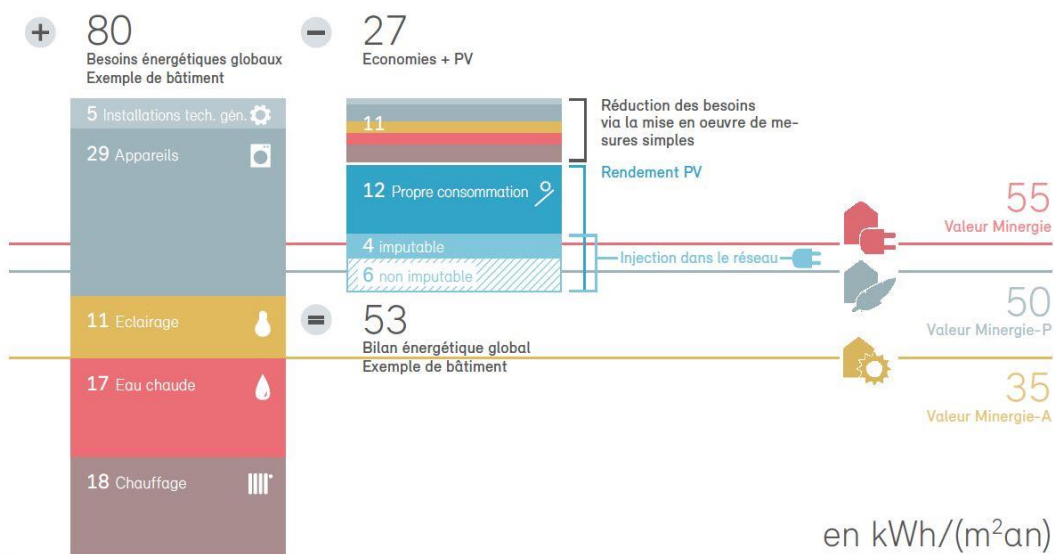 +
80
Besoins énergétiques globaux
Exemple de bâtiment
5 Installations tech. gén.
29 Appareils
11 Eclairage
17 Eau chaude
18 Chauffage
−
27
Economies + PV
11
Réduction des besoins
via la mise en oeuvre de me-
sures simples
Rendement PV
12 Propre consommation
4 imputable
6 non imputable
Injection dans le réseau
=
53
Bilan énergétique global
Exemple de bâtiment
55
Valeur Minergie
50
Valeur Minergie-P
35
Valeur Minergie-A
en kWh/(m²an)